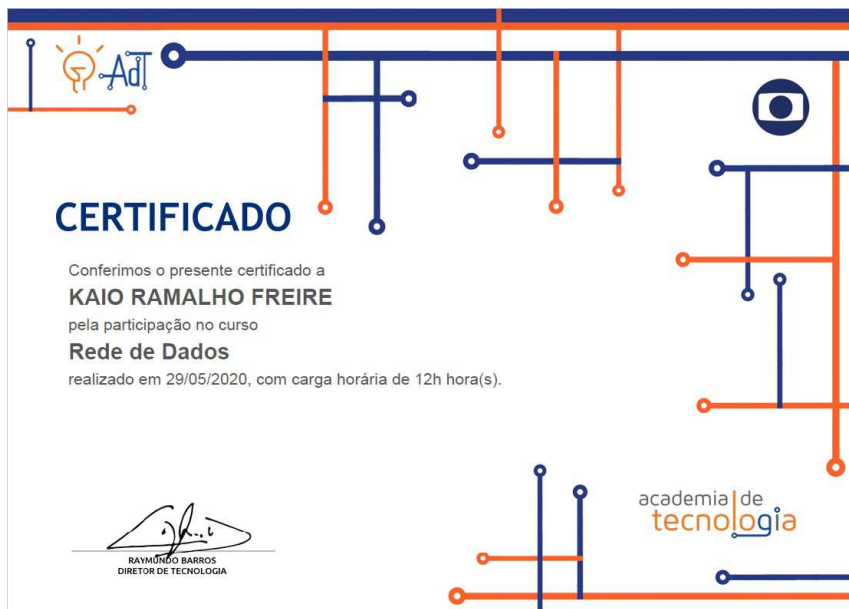 AdT
CERTIFICADO
Conferimos o presente certificado a
KAIO RAMALHO FREIRE
pela participação no curso
Rede de Dados
realizado em 29/05/2020, com carga horária de 12h hora(s).
RAYMUNDO BARROS
DIRETOR DE TECNOLOGIA
academia de
tecnologia